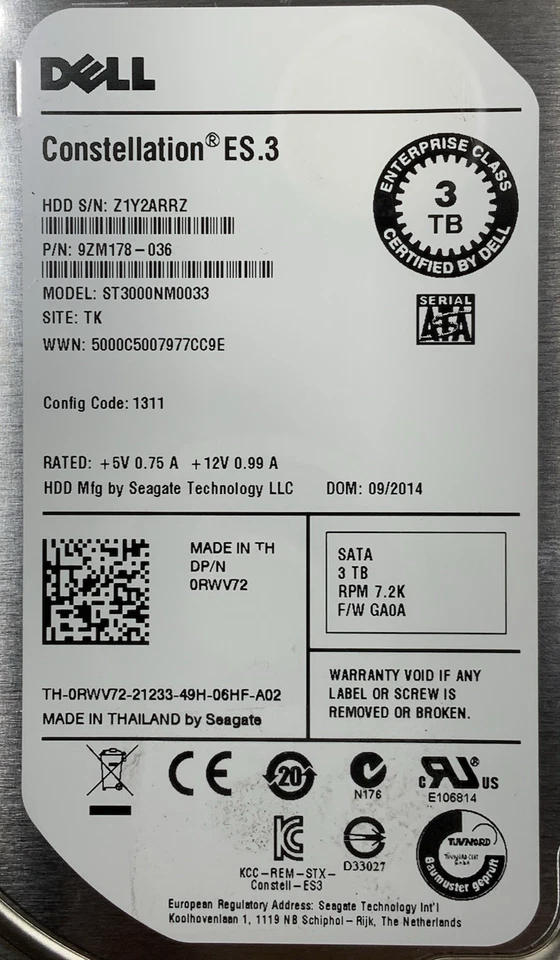 DELL
Constellation® ES.3
ENTERPRISE CLASS
3
TB
CERTIFIED BY DELL
HDD S/N: Z1Y2ARRZ
P/N: 9ZM178-036
MODEL: ST3000NM0033
SITE: TK
WWN: 5000C5007977CC9E
SERIAL
ATA
Config Code: 1311
RATED: +5V 0.75 A +12V 0.99 A
HDD Mfg by Seagate Technology LLC DOM: 09/2014
MADE IN TH
DP/N
0RWV72
SATA
3 TB
RPM 7.2K
F/W GA0A
TH-0RWV72-21233-49H-06HF-A02
MADE IN THAILAND by Seagate
WARRANTY VOID IF ANY
LABEL OR SCREW IS
REMOVED OR BROKEN.
CE
20
N176
c RU ® US
E106814
KCC-REM-STX-
Constell-ES3
D33027
TUVNORD
Baumuster geprüft
European Regulatory Address: Seagate Technology Int'l
Koolhovenlaan 1, 1119 NB Schiphol-Rijk, The Netherlands